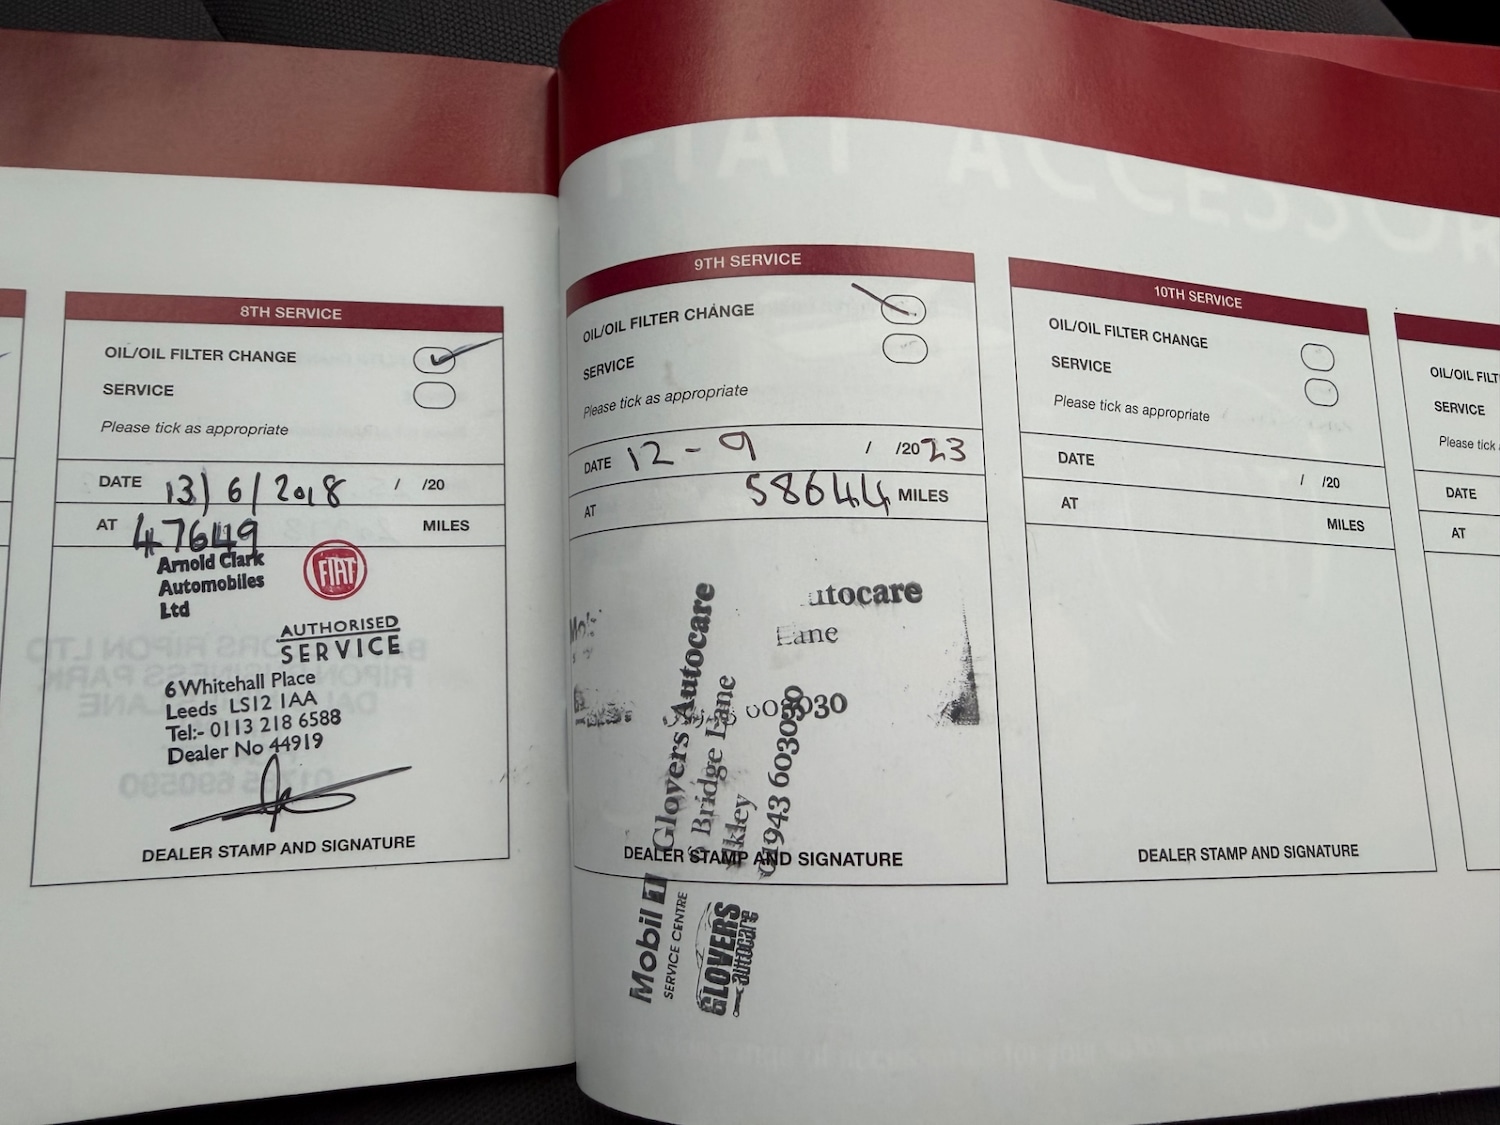 FIAT ACCESSOR
8TH SERVICE
OIL/OIL FILTER CHANGE
SERVICE
Please tick as appropriate
DATE 13/6/2018 / /20
AT 47649 MILES
Arnold Clark
Automobiles
Ltd
FIAT
AUTHORISED
SERVICE
6 Whitehall Place
Leeds LS12 1AA
Tel:- 0113 218 6588
Dealer No 44919
DEALER STAMP AND SIGNATURE
9TH SERVICE
OIL/OIL FILTER CHANGE
SERVICE
Please tick as appropriate
DATE 12-9 / /2023
AT 58644 MILES
utocare
Lane
030
Glovers Autocare
Bridge Lane
Ilkley
01943 603030
DEALER STAMP AND SIGNATURE
Mobil 1
SERVICE CENTRE
GLOVERS
autocare
10TH SERVICE
OIL/OIL FILTER CHANGE
SERVICE
Please tick as appropriate
DATE / /20
AT MILES
DEALER STAMP AND SIGNATURE
OIL/OIL FILT
SERVICE
Please tick
DATE
AT